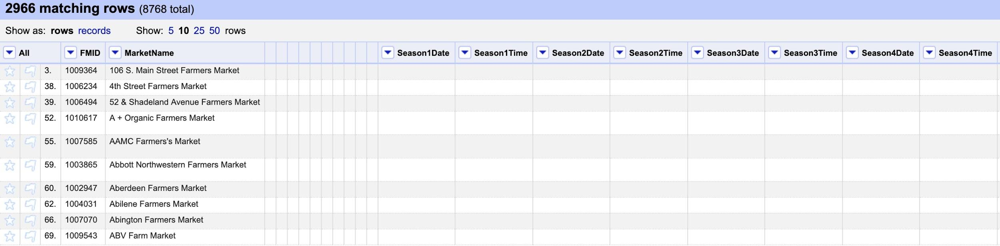 2966 matching rows (8768 total)
Show as: rows records Show: 5 10 25 50 rows
All FMID MarketName Season1Date Season1Time Season2Date Season2Time Season3Date Season3Time Season4Date Season4Time
3. 1009364 106 S. Main Street Farmers Market
38. 1006234 4th Street Farmers Market
39. 1006494 52 & Shadeland Avenue Farmers Market
52. 1010617 A + Organic Farmers Market
55. 1007585 AAMC Farmers's Market
59. 1003865 Abbott Northwestern Farmers Market
60. 1002947 Aberdeen Farmers Market
62. 1004031 Abilene Farmers Market
66. 1007070 Abington Farmers Market
69. 1009543 ABV Farm Market